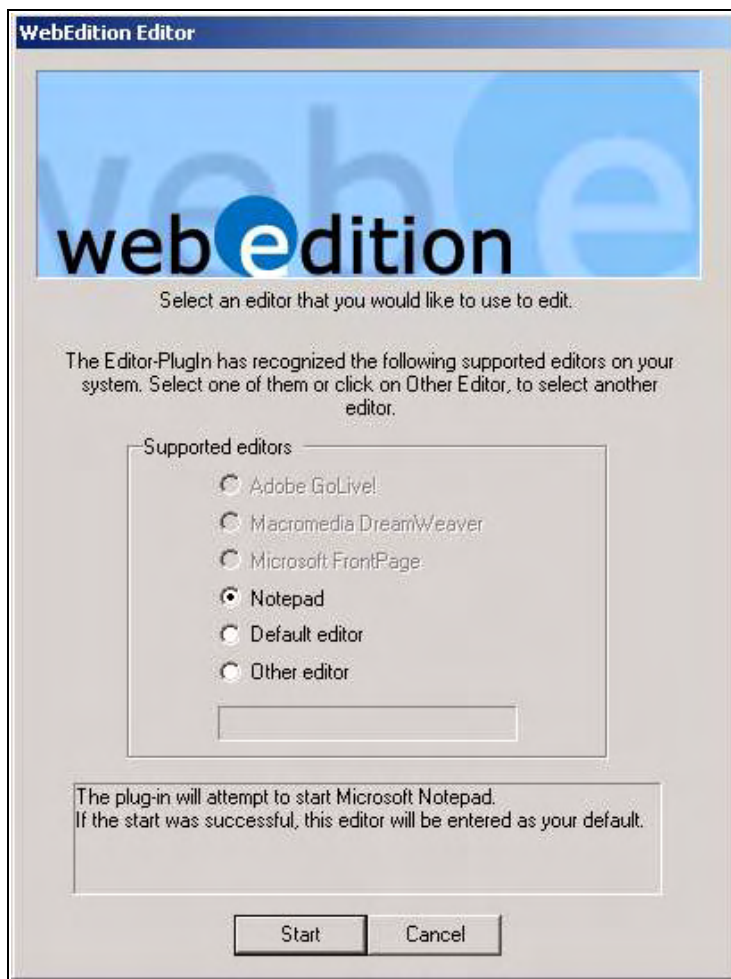 WebEdition Editor
web e
webedition
Select an editor that you would like to use to edit.
The Editor-PlugIn has recognized the following supported editors on your
system. Select one of them or click on Other Editor, to select another
editor.
Supported editors
Adobe GoLive!
Macromedia DreamWeaver
Microsoft FrontPage
Notepad
Default editor
Other editor
The plug-in will attempt to start Microsoft Notepad.
If the start was successful, this editor will be entered as your default.
Start Cancel